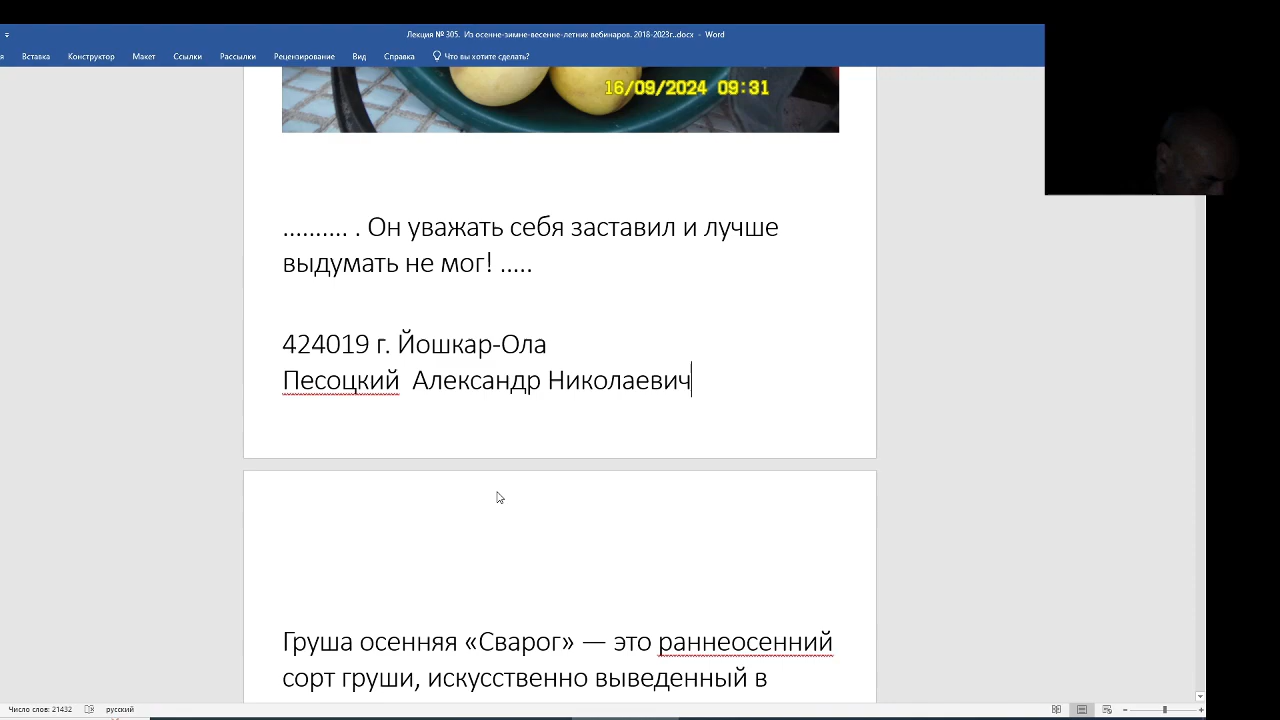 Лекция № 305. Из осенне-зимне-весенне-летних вебинаров. 2018-2023г..docx - Word
я Вставка Конструктор Макет Ссылки Рассылки Рецензирование Вид Справка Что вы хотите сделать?
16/09/2024 09:31
.......... . Он уважать себя заставил и лучше
выдумать не мог! .....
424019 г. Йошкар-Ола
Песоцкий Александр Николаевич
Груша осенняя «Сварог» — это раннеосенний
сорт груши, искусственно выведенный в
Число слов: 21432 русский